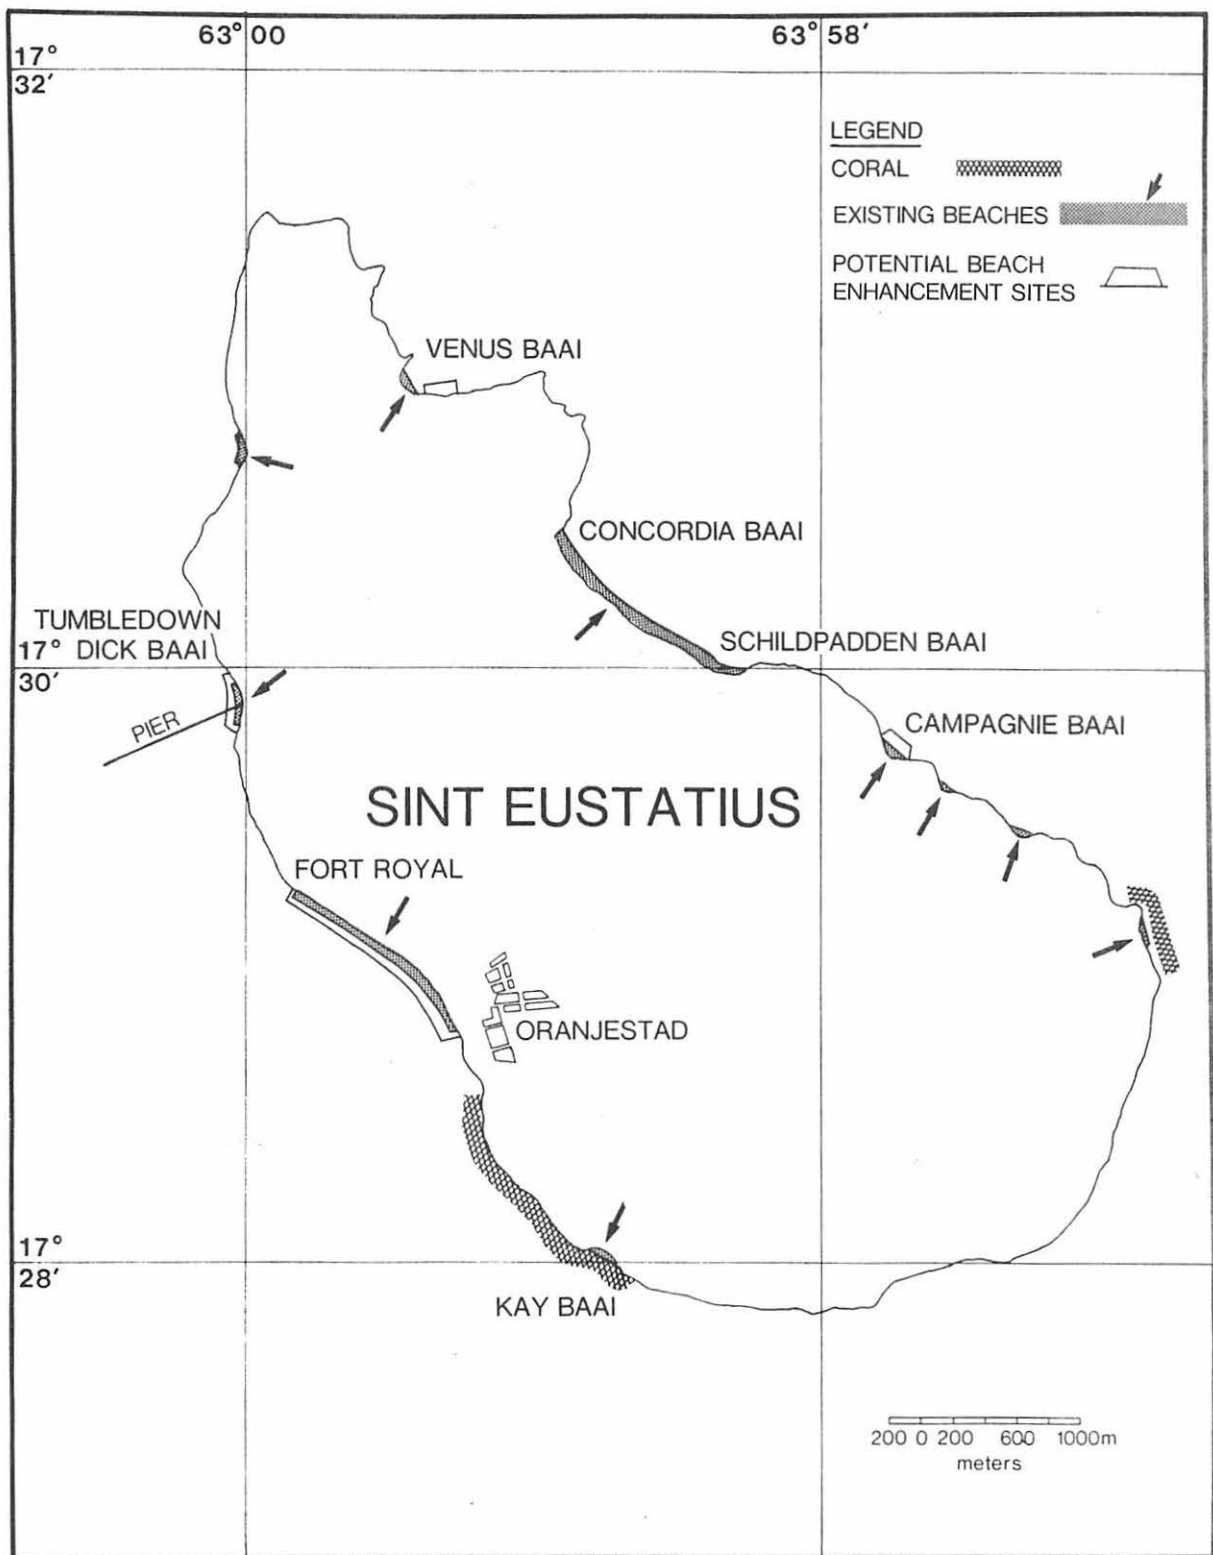 63° 00
63° 58′
17°
32′
LEGEND
CORAL
EXISTING BEACHES
POTENTIAL BEACH
ENHANCEMENT SITES
VENUS BAAI
CONCORDIA BAAI
TUMBLEDOWN
DICK BAAI
SCHILDPADDEN BAAI
17°
30′
PIER
CAMPAGNIE BAAI
SINT EUSTATIUS
FORT ROYAL
ORANJESTAD
17°
28′
KAY BAAI
200 0 200 600 1000m
meters